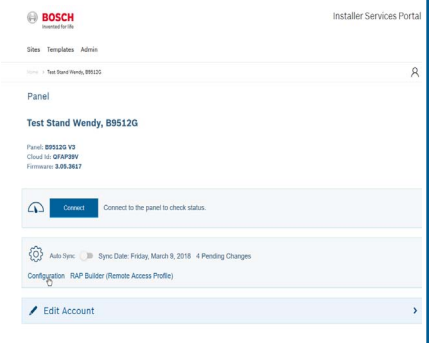 BOSCH
Invented for life
Installer Services Portal
Sites Templates Admin
Home > Test Stand Wendy, B9512G
Panel
Test Stand Wendy, B9512G
Panel: B9512G V3
Cloud Id: QFAP39V
Firmware: 3.09.3617
Connect Connect to the panel to check status.
Auto Sync Sync Date: Friday, March 9, 2018 4 Pending Changes
Configuration RAP Builder (Remote Access Profile)
Edit Account >